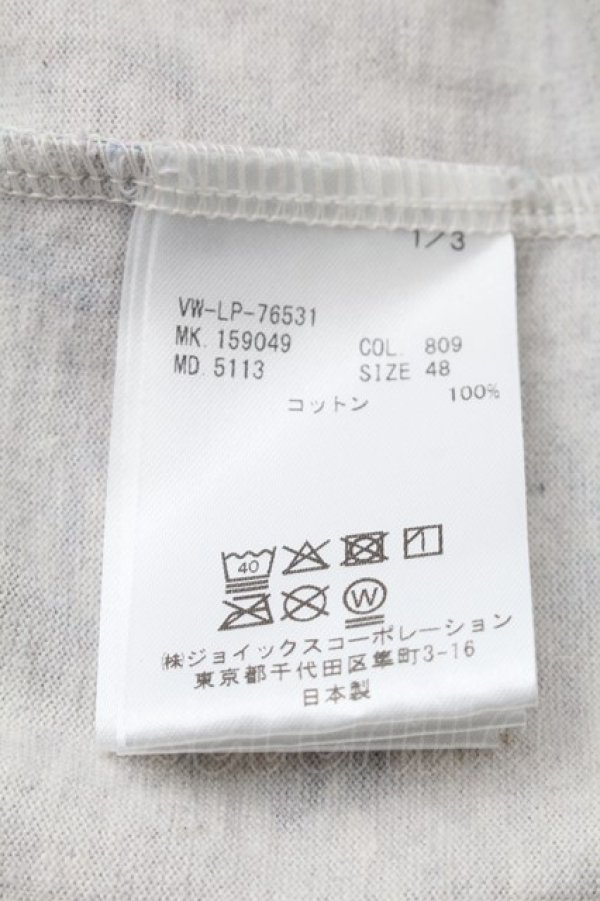 1/3
VW-LP-76531
MK. 159049 COL. 809
MD. 5113 SIZE 48
コットン 100%
40
W
㈱ジョイックスコーポレーション
東京都千代田区隼町3-16
日本製